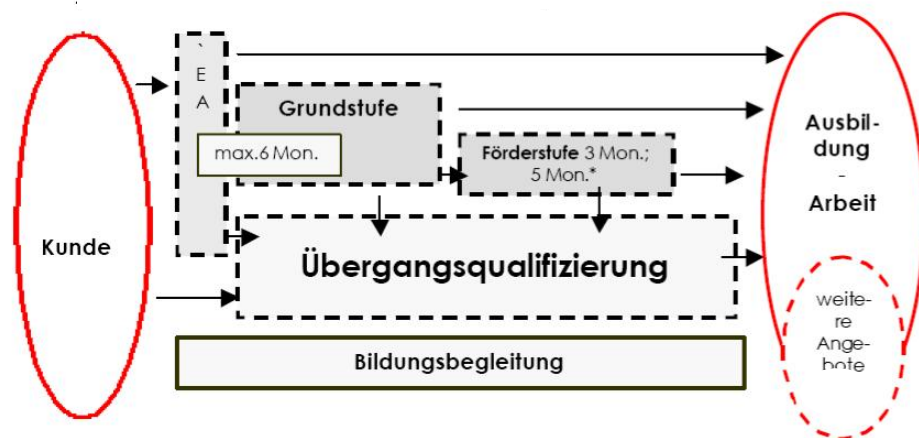 Kunde
`
E
A
Grundstufe
max.6 Mon.
Förderstufe 3 Mon.;
5 Mon.*
Übergangsqualifizierung
Bildungsbegleitung
Ausbil-
dung
-
Arbeit
weite-
re
Ange-
bote